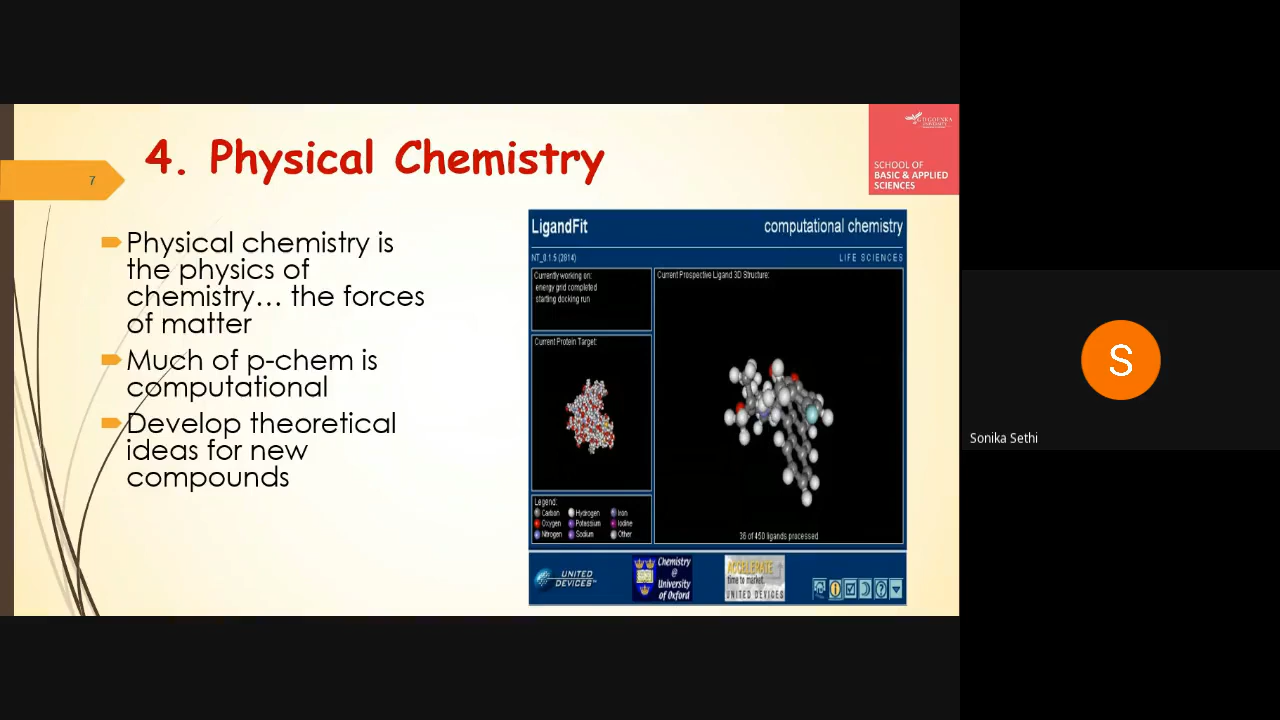 4. Physical Chemistry
7
SCHOOL OF
BASIC & APPLIED
SCIENCES
Physical chemistry is
the physics of
chemistry... the forces
of matter
Much of p-chem is
computational
Develop theoretical
ideas for new
compounds
LigandFit
computational chemistry
NT_0.1.5 (2814)
LIFE SCIENCES
Currently working on:
energy grid completed
starting docking run
Current Prospective Ligand 3D Structure:
Current Protein Target:
Legend:
Carbon Hydrogen Iron
Oxygen Potassium Iodine
Nitrogen Sodium Other
36 of 450 ligands processed
UNITED
DEVICES
Chemistry
@
University
of Oxford
ACCELERATE
time to market.
UNITED DEVICES
S
Sonika Sethi